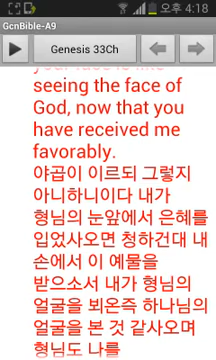 오후 4:18
GcnBible-A9
Genesis 33Ch
your face is like
seeing the face of
God, now that you
have received me
favorably.
야곱이 이르되 그렇지
아니하니이다 내가
형님의 눈앞에서 은혜를
입었사오면 청하건대 내
손에서 이 예물을
받으소서 내가 형님의
얼굴을 뵈온즉 하나님의
얼굴을 본 것 같사오며
형님도 나를